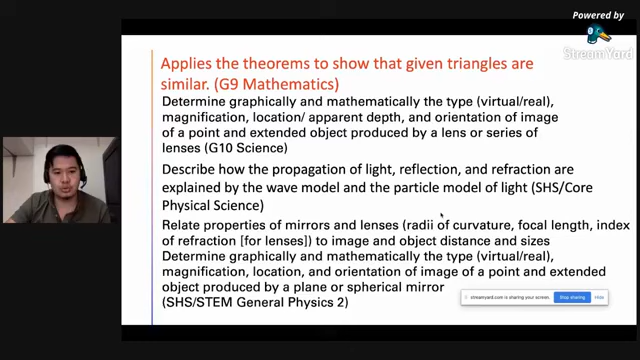 Powered by
StreamYard
Applies the theorems to show that given triangles are
similar. (G9 Mathematics)
Determine graphically and mathematically the type (virtual/real),
magnification, location/ apparent depth, and orientation of image
of a point and extended object produced by a lens or series of
lenses (G10 Science)
Describe how the propagation of light, reflection, and refraction are
explained by the wave model and the particle model of light (SHS/Core
Physical Science)
Relate properties of mirrors and lenses (radii of curvature, focal length, index
of refraction [for lenses]) to image and object distance and sizes
Determine graphically and mathematically the type (virtual/real),
magnification, location, and orientation of image of a point and extended
object produced by a plane or spherical mirror
(SHS/STEM General Physics 2)
streamyard.com is sharing your screen.
Stop sharing
Hide